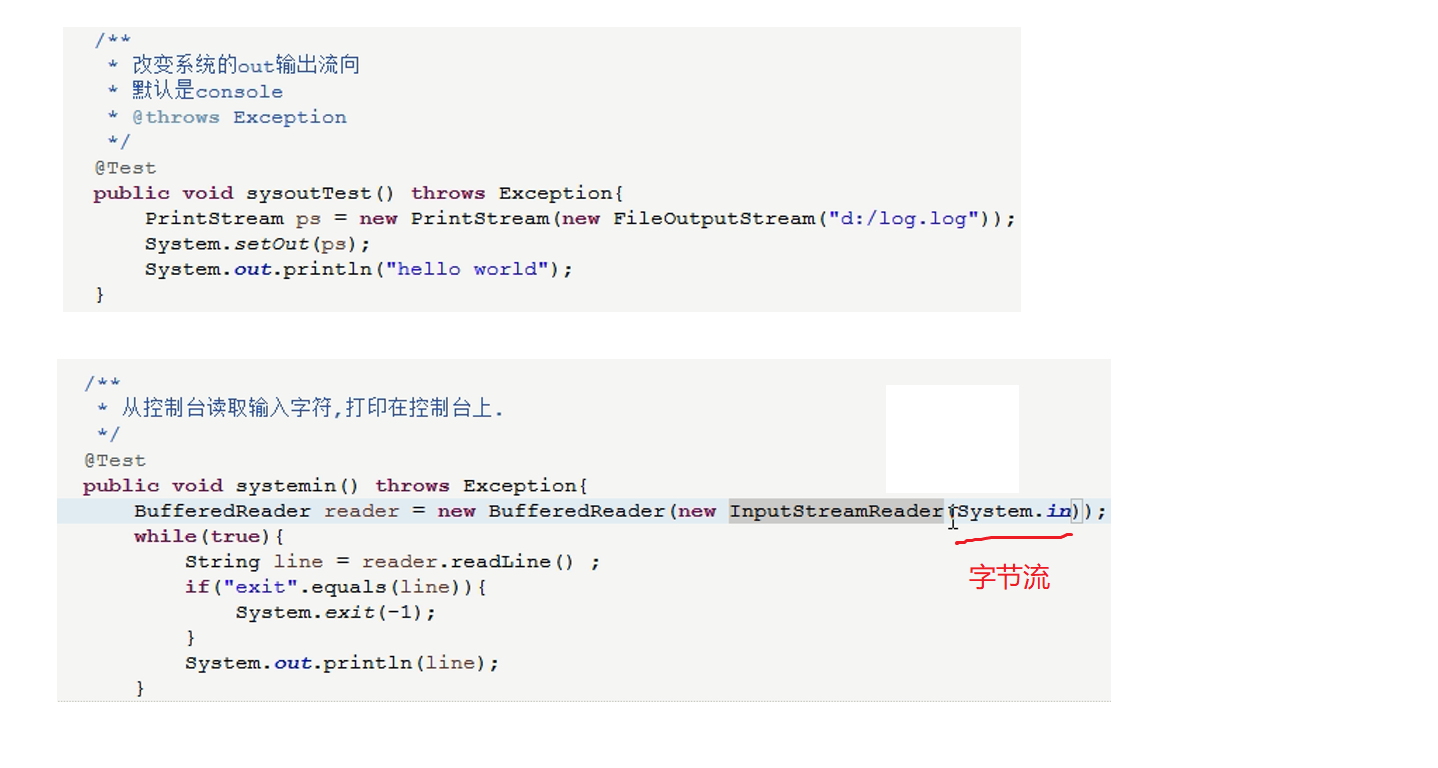 /**
 * 改变系统的out输出流向
 * 默认是console
 * @throws Exception
 */
@Test
public void sysoutTest() throws Exception{
    PrintStream ps = new PrintStream(new FileOutputStream("d:/log.log"));
    System.setOut(ps);
    System.out.println("hello world");
}
/**
 * 从控制台读取输入字符,打印在控制台上.
 */
@Test
public void systemin() throws Exception{
    BufferedReader reader = new BufferedReader(new InputStreamReader(System.in));
    while(true){
        String line = reader.readLine() ;
        if("exit".equals(line)){
            System.exit(-1);
        }
        System.out.println(line);
    }
字节流